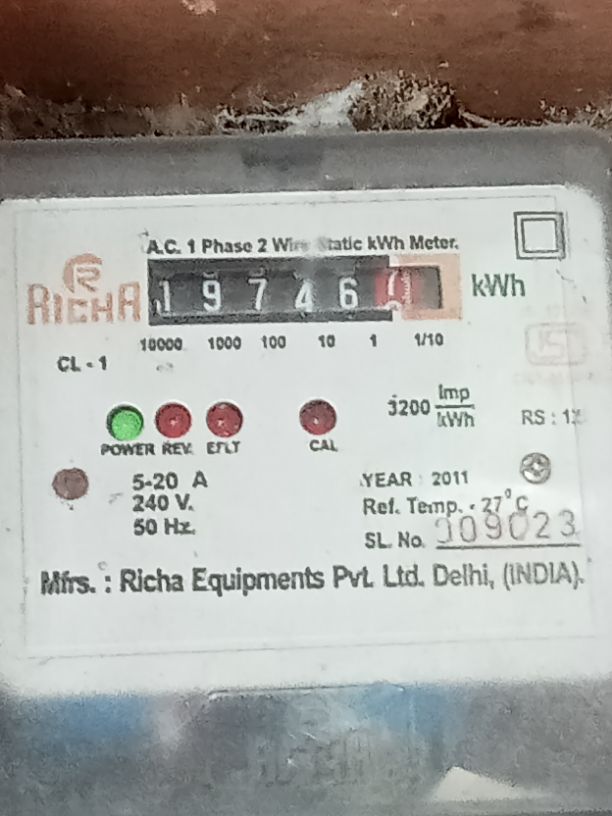 A.C. 1 Phase 2 Wire Static kWh Meter.
R
RICHA
1 9 7 4 6 kWh
10000 1000 100 10 1 1/10
CL - 1
3200 Imp/kWh
RS : 1%
POWER REV. EFLT CAL
5-20 A
240 V.
50 Hz.
YEAR : 2011
Ref. Temp. - 27°C
SL. No. 009023
Mfrs. : Richa Equipments Pvt. Ltd. Delhi, (INDIA).